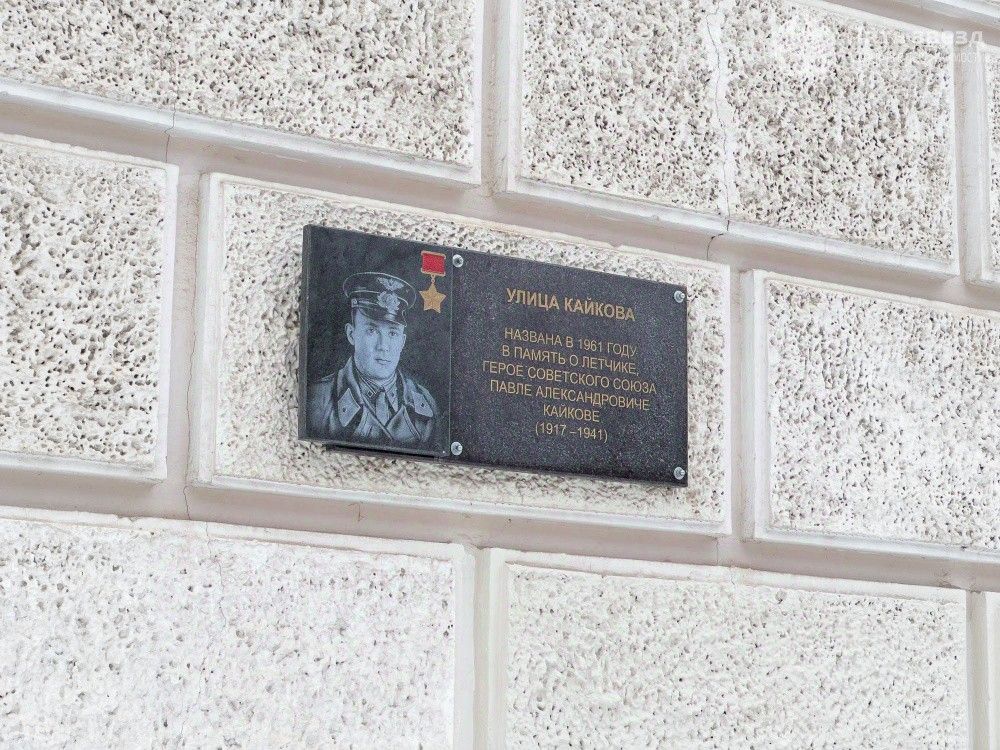 УЛИЦА КАЙКОВА
НАЗВАНА В 1961 ГОДУ
В ПАМЯТЬ О ЛЕТЧИКЕ,
ГЕРОЕ СОВЕТСКОГО СОЮЗА
ПАВЛЕ АЛЕКСАНДРОВИЧЕ
КАЙКОВЕ
(1917 –1941)